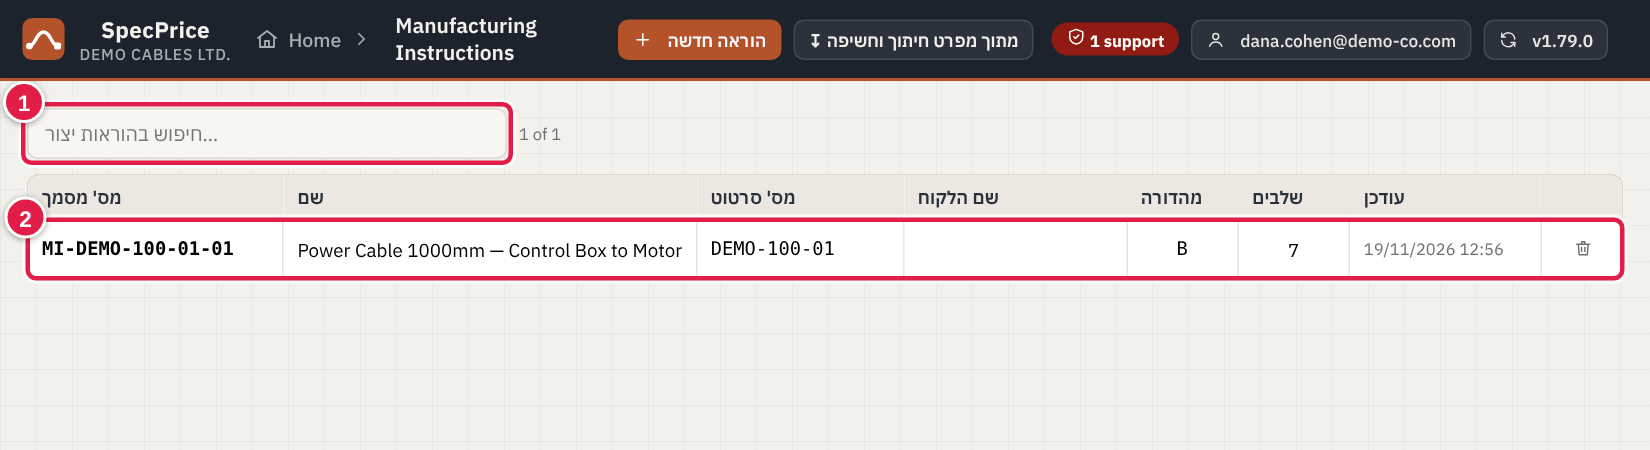 SpecPrice
DEMO CABLES LTD.
Home
Manufacturing
Instructions
+ הוראה חדשה
מתוך מפרט חיתוך וחשיפה ↧
1 support
dana.cohen@demo-co.com
v1.79.0
1
חיפוש בהוראות יצור...
1 of 1
מס' מסמך	שם	מס' סרטוט	שם הלקוח	מהדורה	שלבים	עודכן
2
MI-DEMO-100-01-01	Power Cable 1000mm — Control Box to Motor	DEMO-100-01	B	7	19/11/2026 12:56